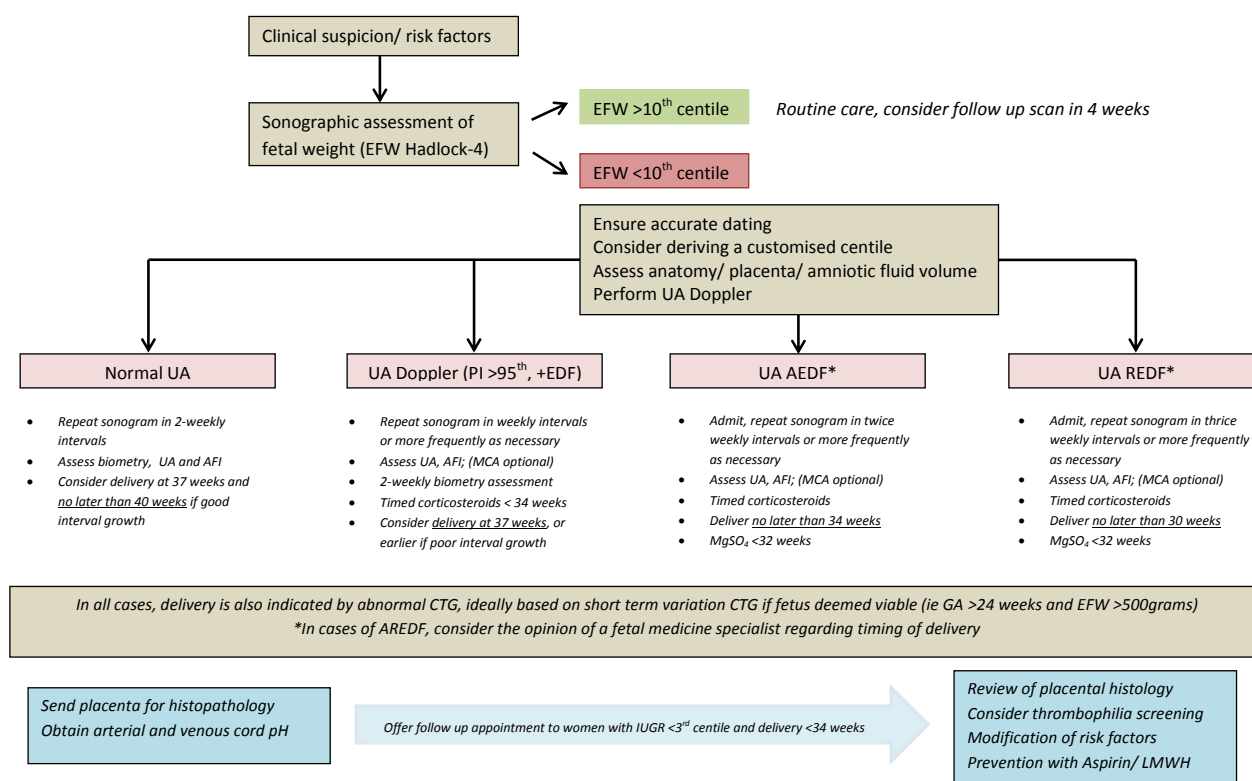 Clinical suspicion/ risk factors
Sonographic assessment of
fetal weight (EFW Hadlock-4)
EFW >10th centile
Routine care, consider follow up scan in 4 weeks
EFW <10th centile
Ensure accurate dating
Consider deriving a customised centile
Assess anatomy/ placenta/ amniotic fluid volume
Perform UA Doppler
Normal UA
• Repeat sonogram in 2-weekly
intervals
• Assess biometry, UA and AFI
• Consider delivery at 37 weeks and
no later than 40 weeks if good
interval growth
UA Doppler (PI >95th, +EDF)
• Repeat sonogram in weekly intervals
or more frequently as necessary
• Assess UA, AFI; (MCA optional)
• 2-weekly biometry assessment
• Timed corticosteroids < 34 weeks
• Consider delivery at 37 weeks, or
earlier if poor interval growth
UA AEDF*
• Admit, repeat sonogram in twice
weekly intervals or more frequently
as necessary
• Assess UA, AFI; (MCA optional)
• Timed corticosteroids
• Deliver no later than 34 weeks
• MgSO₄ <32 weeks
UA REDF*
• Admit, repeat sonogram in thrice
weekly intervals or more frequently
as necessary
• Assess UA, AFI; (MCA optional)
• Timed corticosteroids
• Deliver no later than 30 weeks
• MgSO₄ <32 weeks
In all cases, delivery is also indicated by abnormal CTG, ideally based on short term variation CTG if fetus deemed viable (ie GA >24 weeks and EFW >500grams)
*In cases of AREDF, consider the opinion of a fetal medicine specialist regarding timing of delivery
Send placenta for histopathology
Obtain arterial and venous cord pH
Offer follow up appointment to women with IUGR <3rd centile and delivery <34 weeks
Review of placental histology
Consider thrombophilia screening
Modification of risk factors
Prevention with Aspirin/ LMWH